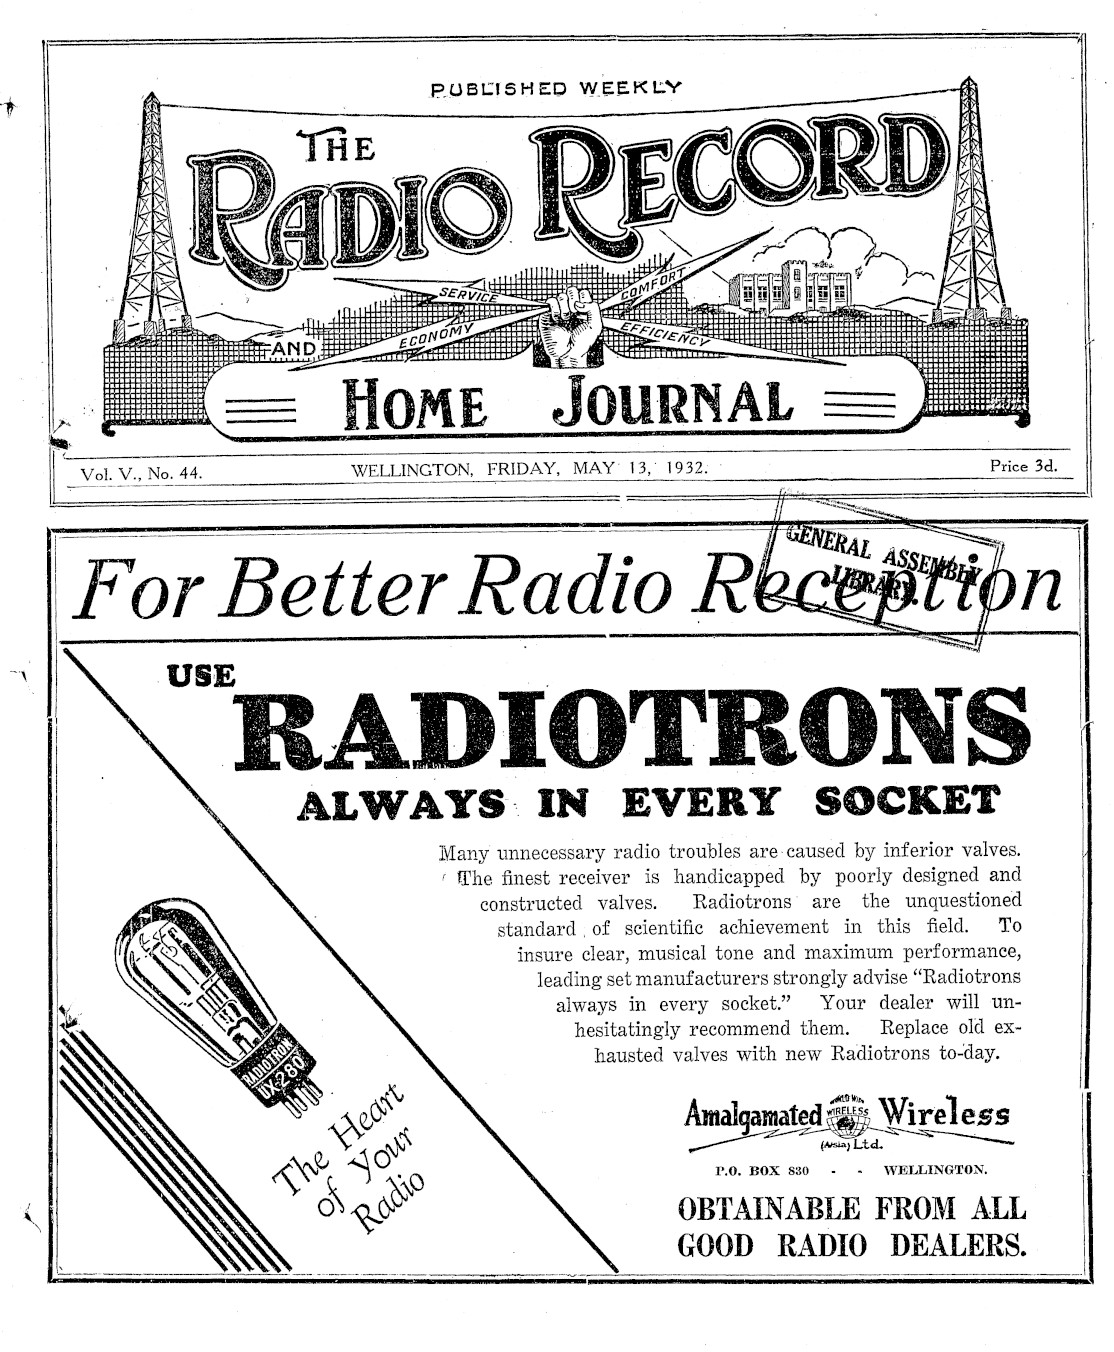 PUBLISHED WEEKLY
THE
RADIO RECORD
SERVICE
COMFORT
ECONOMY
EFFICIENCY
AND
HOME JOURNAL
Vol. V., No. 44.
WELLINGTON, FRIDAY, MAY 13, 1932.
Price 3d.
GENERAL ASSEMBLY
LIBRARY.
For Better Radio Reception
USE
RADIOTRONS
ALWAYS IN EVERY SOCKET
Many unnecessary radio troubles are caused by inferior valves.
The finest receiver is handicapped by poorly designed and
constructed valves. Radiotrons are the unquestioned
standard of scientific achievement in this field. To
insure clear, musical tone and maximum performance,
leading set manufacturers strongly advise “Radiotrons
always in every socket.” Your dealer will un-
hesitatingly recommend them. Replace old ex-
hausted valves with new Radiotrons to-day.
RADIOTRON
UX-280
The Heart
of Your
Radio
Amalgamated Wireless
WORLD WIDE
WIRELESS
(A/sia) Ltd.
P.O. BOX 830 - - WELLINGTON.
OBTAINABLE FROM ALL
GOOD RADIO DEALERS.